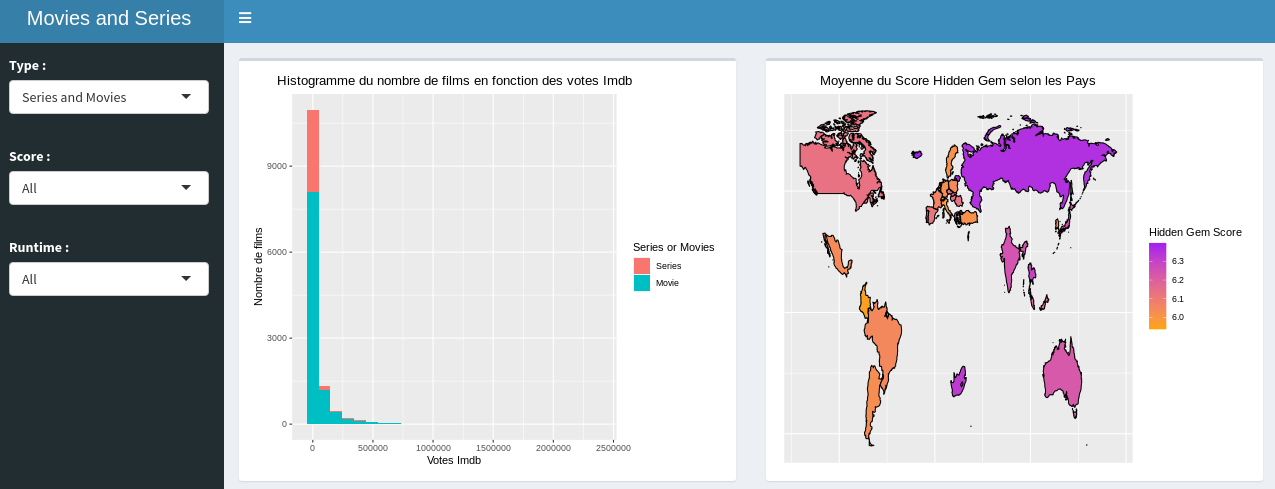 Movies and Series
Type :
Series and Movies
Score :
All
Runtime :
All
Histogramme du nombre de films en fonction des votes Imdb
Nombre de films
9000
6000
3000
0
0 500000 1000000 1500000 2000000 2500000
Votes Imdb
Series or Movies
Series
Movie
Moyenne du Score Hidden Gem selon les Pays
Hidden Gem Score
6.3
6.2
6.1
6.0